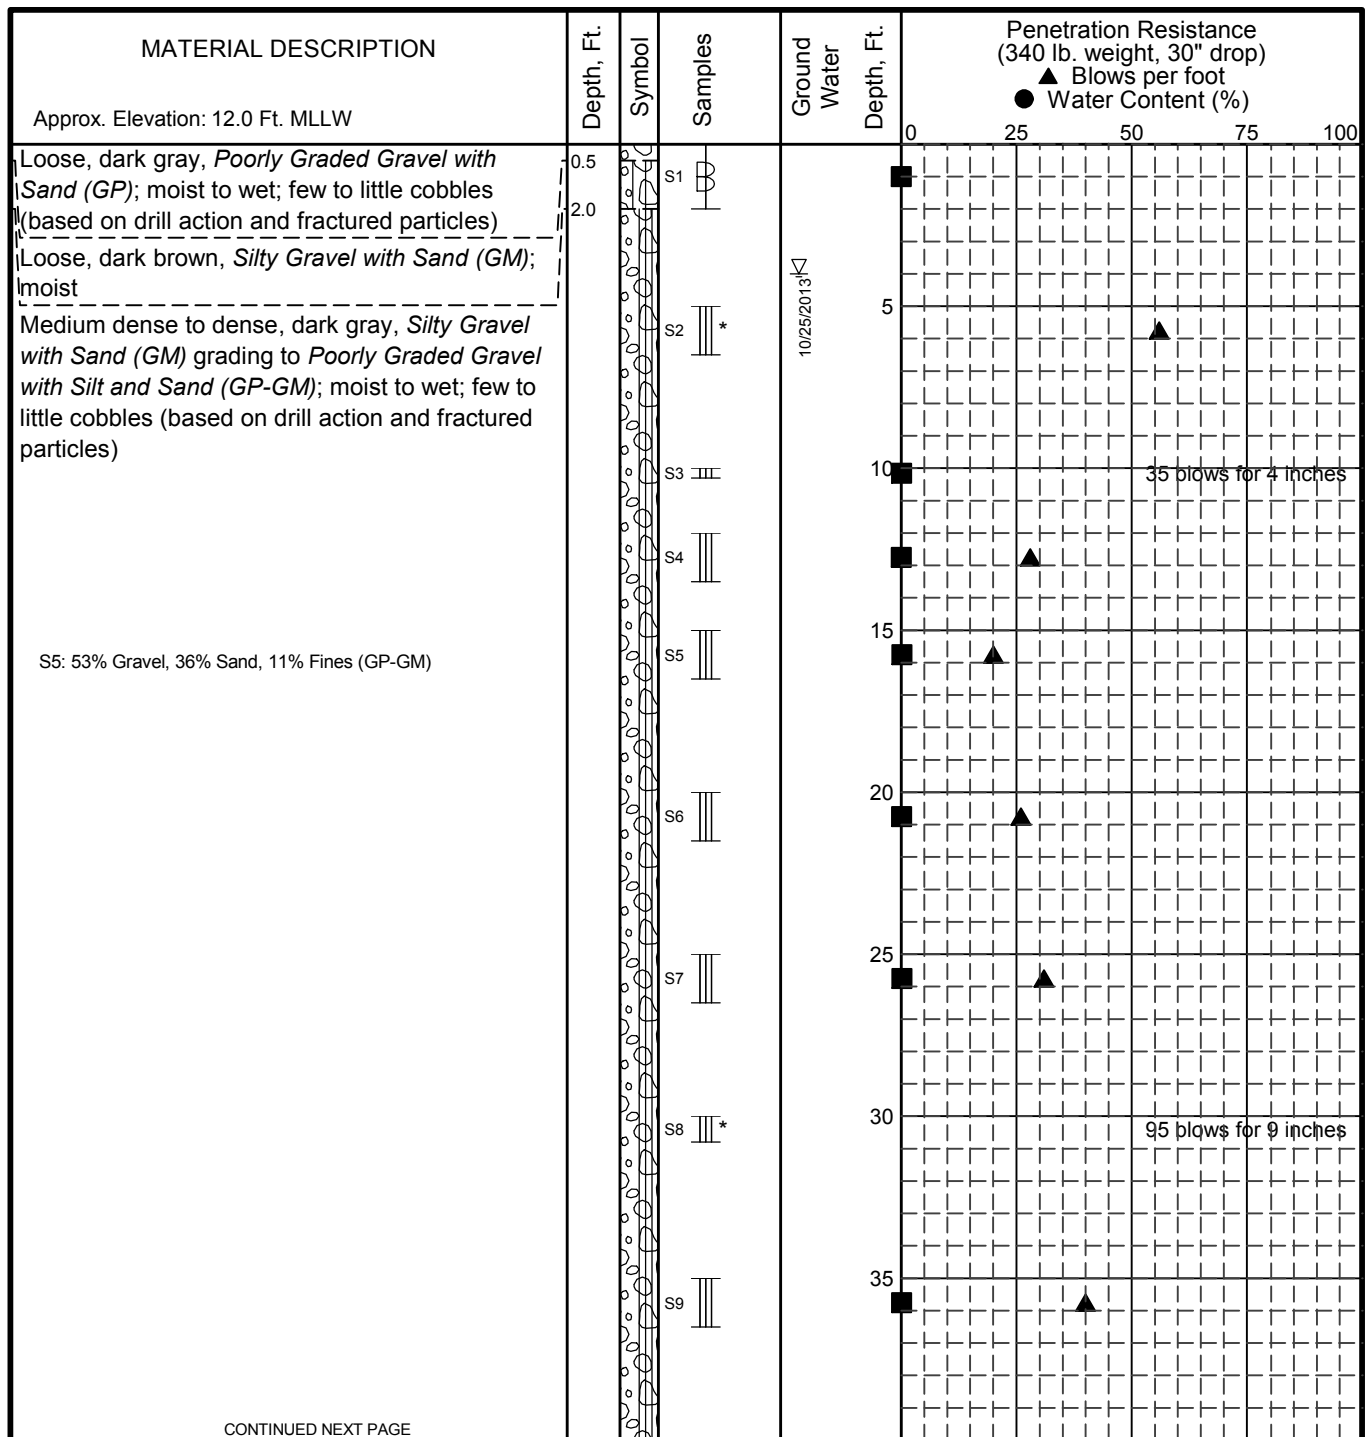 MATERIAL DESCRIPTION
Approx. Elevation: 12.0 Ft. MLLW
Depth, Ft.
Symbol
Samples
Ground
Water
Depth, Ft.
Penetration Resistance
(340 lb. weight, 30" drop)
▲ Blows per foot
● Water Content (%)
0 25 50 75 100
Loose, dark gray, Poorly Graded Gravel with
Sand (GP); moist to wet; few to little cobbles
(based on drill action and fractured particles)
Loose, dark brown, Silty Gravel with Sand (GM);
moist
Medium dense to dense, dark gray, Silty Gravel
with Sand (GM) grading to Poorly Graded Gravel
with Silt and Sand (GP-GM); moist to wet; few to
little cobbles (based on drill action and fractured
particles)
S5: 53% Gravel, 36% Sand, 11% Fines (GP-GM)
CONTINUED NEXT PAGE
0.5
2.0
S1
S2 *
S3
S4
S5
S6
S7
S8 *
S9
10/25/2013
5
10
15
20
25
30
35
35 blows for 4 inches
95 blows for 9 inches